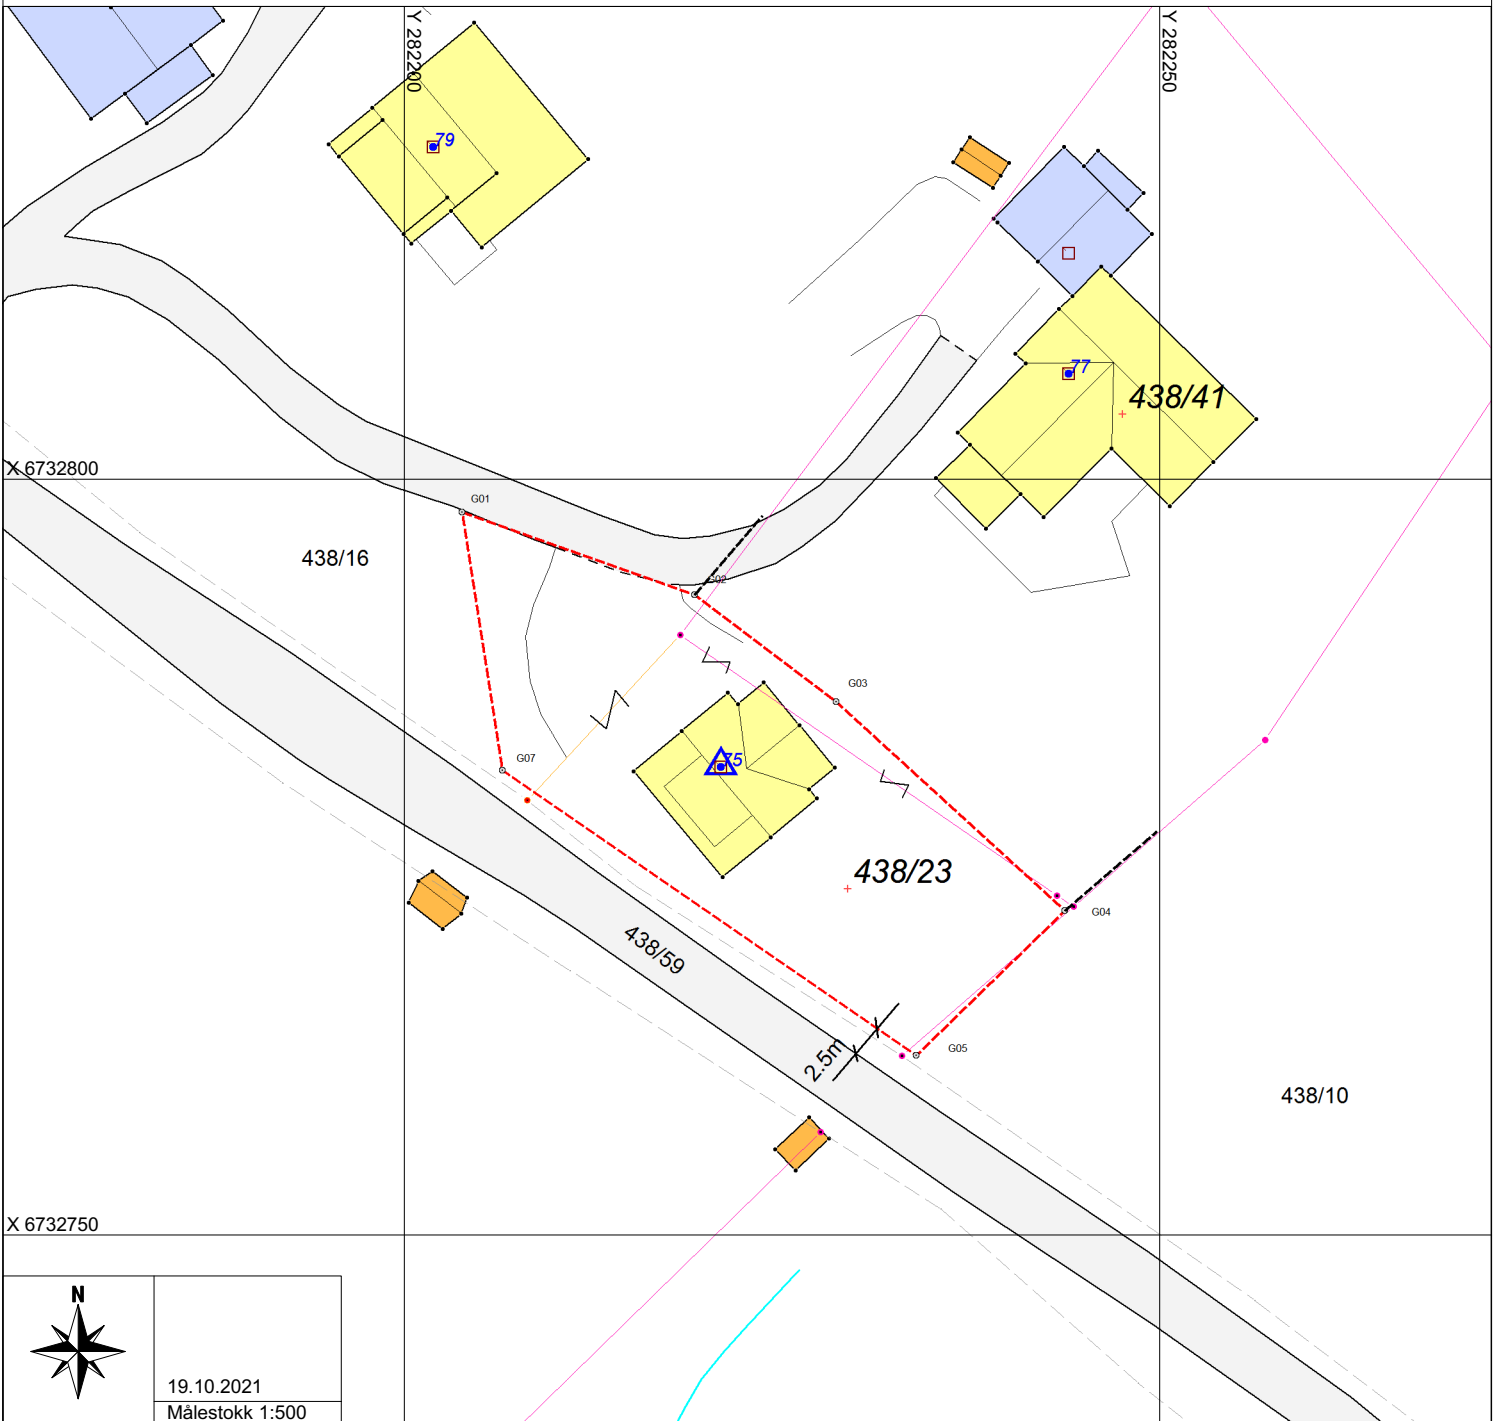 Y 282200
Y 282250
79
77
438/41
X 6732800
G01
438/16
G02
G03
G07
75
438/23
G04
438/59
G05
2.5m
438/10
X 6732750
N
19.10.2021
Målestokk 1:500